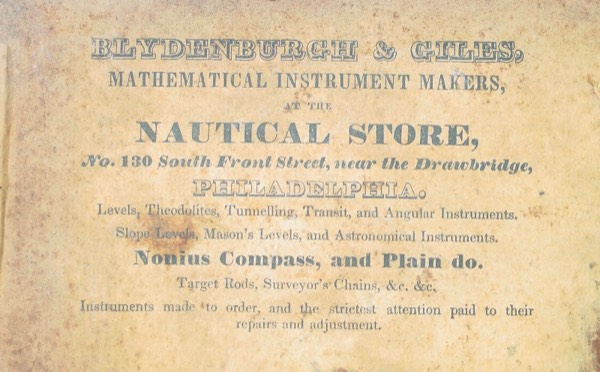 BLYDENBURGH & GILES,
MATHEMATICAL INSTRUMENT MAKERS,
AT THE
NAUTICAL STORE,
No. 130 South Front Street, near the Drawbridge,
PHILADELPHIA.
Levels, Theodolites, Tunnelling, Transit, and Angular Instruments.
Slope Levels, Mason's Levels, and Astronomical Instruments.
Nonius Compass, and Plain do.
Target Rods, Surveyor's Chains, &c. &c.
Instruments made to order, and the strictest attention paid to their
repairs and adjustment.